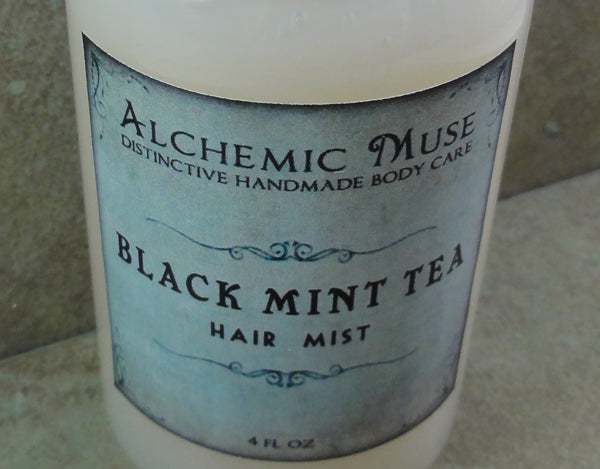 ALCHEMIC MUSE
DISTINCTIVE HANDMADE BODY CARE
BLACK MINT TEA
HAIR MIST
4 FL OZ